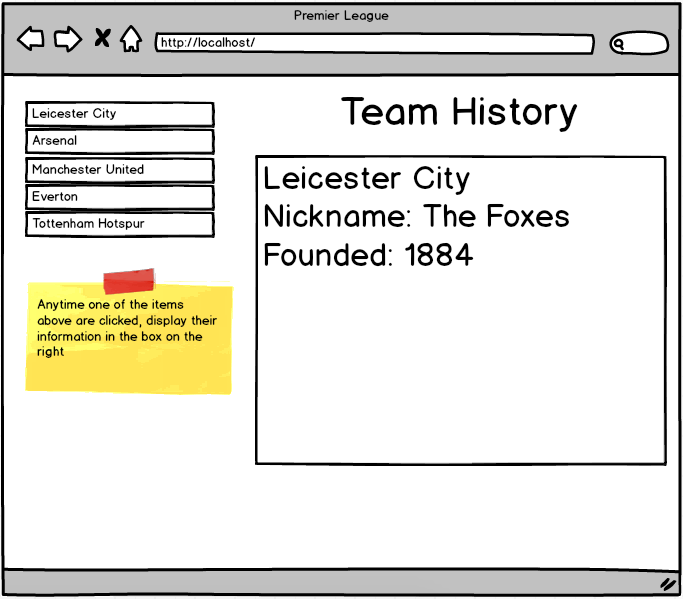 Premier League
http://localhost/
Team History
Leicester City
Arsenal
Manchester United
Everton
Tottenham Hotspur
Leicester City
Nickname: The Foxes
Founded: 1884
Anytime one of the items
above are clicked, display their
information in the box on the
right